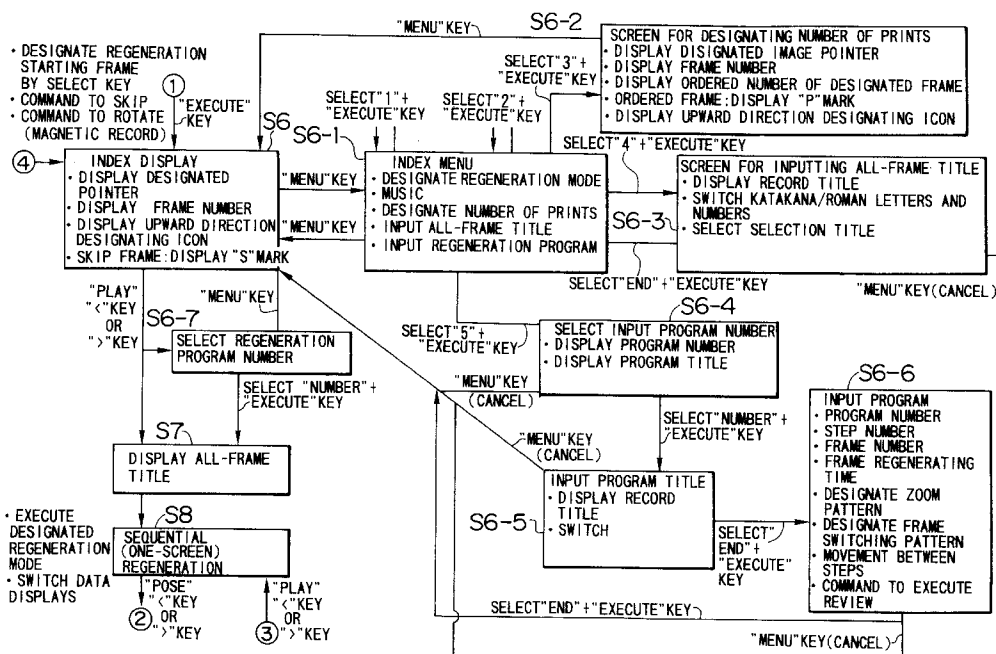 "MENU"KEY
S6-2
SCREEN FOR DESIGNATING NUMBER OF PRINTS
• DISPLAY DISIGNATED IMAGE POINTER
• DISPLAY FRAME NUMBER
• DISPLAY ORDERED NUMBER OF DESIGNATED FRAME
• ORDERED FRAME:DISPLAY "P"MARK
• DISPLAY UPWARD DIRECTION DESIGNATING ICON
• DESIGNATE REGENERATION
STARTING FRAME
BY SELECT KEY
• COMMAND TO SKIP
• COMMAND TO ROTATE
(MAGNETIC RECORD)
1
"EXECUTE"
KEY
S6
S6-1
SELECT"1"+
"EXECUTE"KEY
SELECT"2"+
"EXECUTE"KEY
SELECT"3"+
"EXECUTE"KEY
4
INDEX DISPLAY
• DISPLAY DESIGNATED
POINTER
• DISPLAY FRAME NUMBER
• DISPLAY UPWARD DIRECTION
DESIGNATING ICON
• SKIP FRAME:DISPLAY "S"MARK
"MENU"KEY
"MENU"KEY
INDEX MENU
• DESIGNATE REGENERATION MODE
• MUSIC
• DESIGNATE NUMBER OF PRINTS
• INPUT ALL-FRAME TITLE
• INPUT REGENERATION PROGRAM
SELECT"4"+"EXECUTE"KEY
S6-3
SCREEN FOR INPUTTING ALL-FRAME TITLE
• DISPLAY RECORD TITLE
• SWITCH KATAKANA/ROMAN LETTERS AND
NUMBERS
• SELECT SELECTION TITLE
SELECT"END"+"EXECUTE"KEY
"MENU"KEY(CANCEL)
"PLAY"
"<"KEY
OR
">"KEY
"MENU"KEY
S6-7
SELECT REGENERATION
PROGRAM NUMBER
SELECT "NUMBER"+
"EXECUTE"KEY
SELECT"5"+
"EXECUTE"KEY
S6-4
SELECT INPUT PROGRAM NUMBER
• DISPLAY PROGRAM NUMBER
• DISPLAY PROGRAM TITLE
"MENU"KEY
(CANCEL)
SELECT"NUMBER"+
"EXECUTE"KEY
"MENU"KEY
(CANCEL)
S6-6
INPUT PROGRAM
• PROGRAM NUMBER
• STEP NUMBER
• FRAME NUMBER
• FRAME REGENERATING
TIME
• DESIGNATE ZOOM
PATTERN
• DESIGNATE FRAME
SWITCHING PATTERN
• MOVEMENT BETWEEN
STEPS
• COMMAND TO EXECUTE
REVIEW
S7
DISPLAY ALL-FRAME
TITLE
S6-5
INPUT PROGRAM TITLE
• DISPLAY RECORD
TITLE
• SWITCH
SELECT"
END"+
"EXECUTE"
KEY
• EXECUTE
DESIGNATED
REGENERATION
MODE
• SWITCH DATA
DISPLAYS
S8
SEQUENTIAL
(ONE-SCREEN)
REGENERATION
"POSE"
"<"KEY
OR
">"KEY
2
"PLAY"
"<"KEY
OR
">"KEY
3
SELECT"END"+"EXECUTE"KEY
"MENU"KEY(CANCEL)